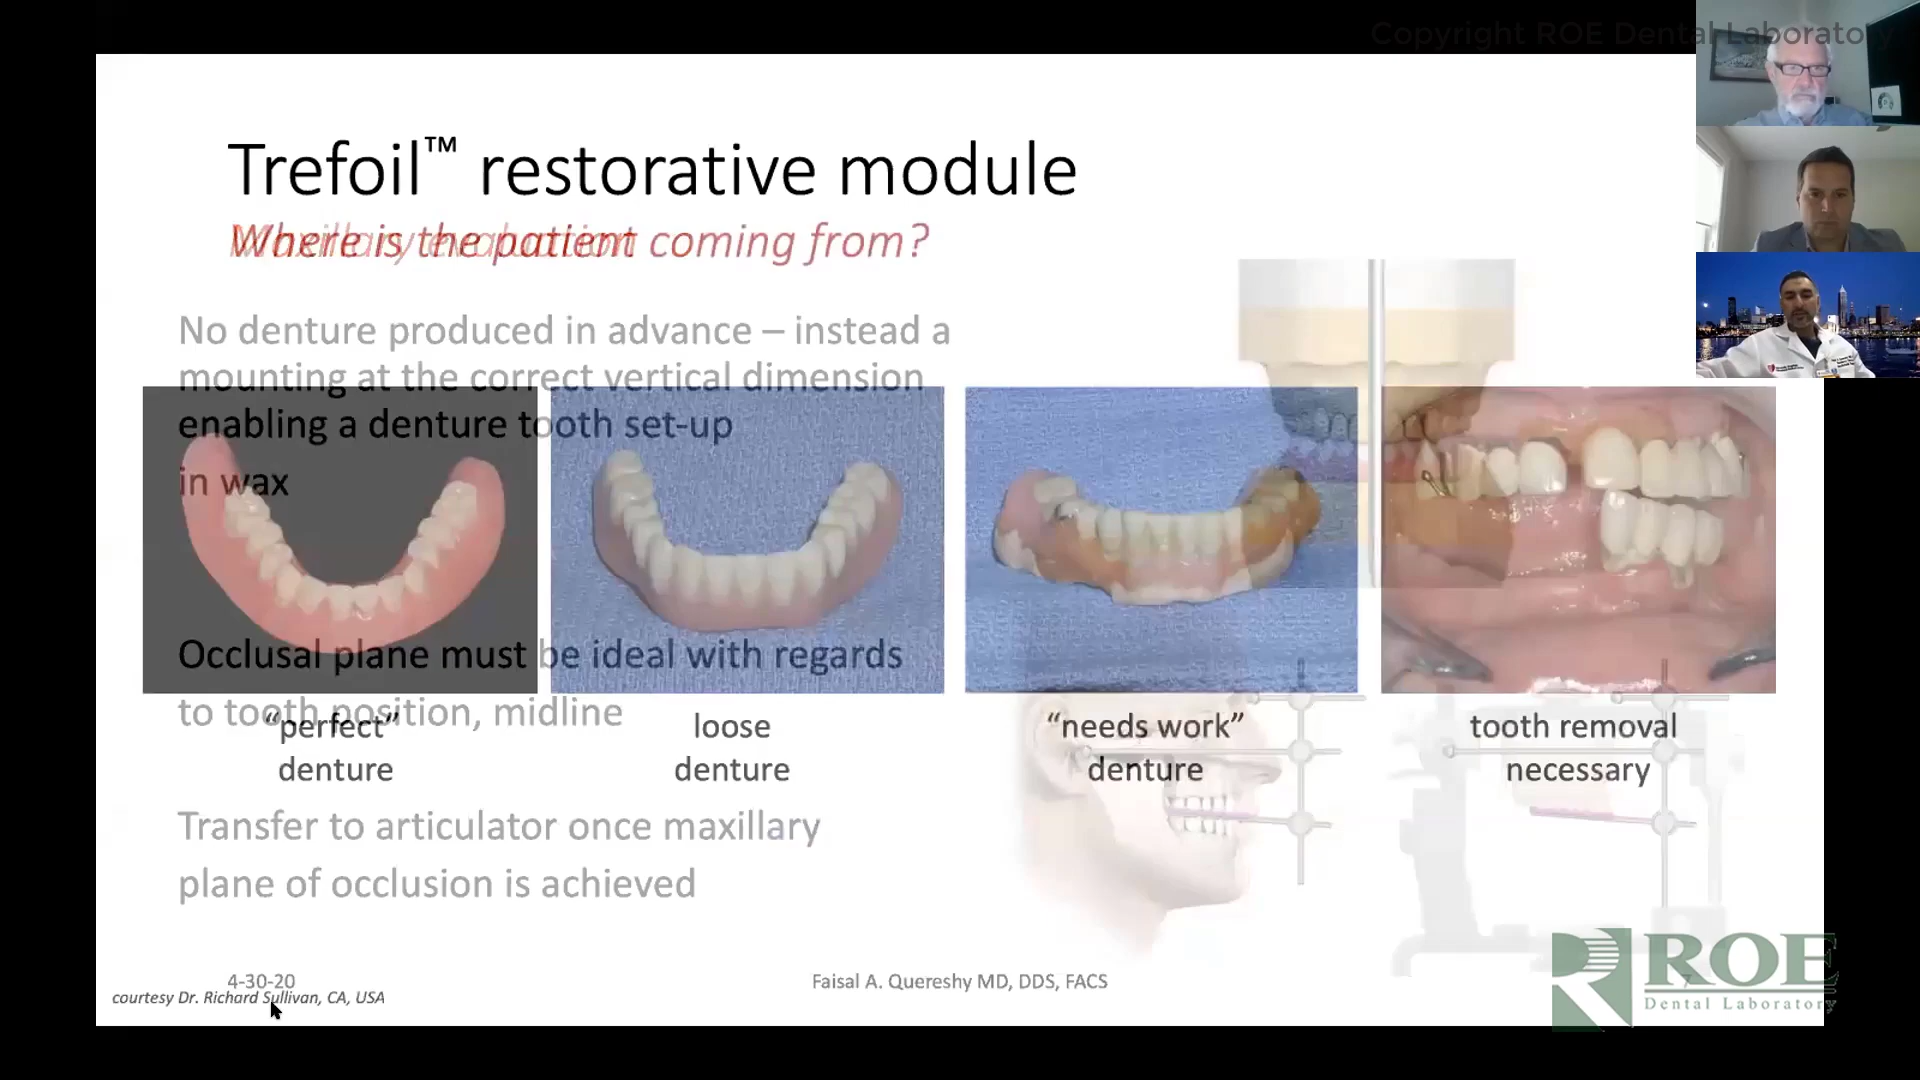 Copyright ROE Dental Laboratory
Trefoil™ restorative module
Where is the patient coming from?
Maxillary evaluation
No denture produced in advance – instead a
mounting at the correct vertical dimension
enabling a denture tooth set-up
in wax
Occlusal plane must be ideal with regards
to tooth position, midline
"perfect"
denture
loose
denture
"needs work"
denture
tooth removal
necessary
Transfer to articulator once maxillary
plane of occlusion is achieved
4-30-20
Faisal A. Quereshy MD, DDS, FACS
7
courtesy Dr. Richard Sullivan, CA, USA
ROE
Dental Laboratory